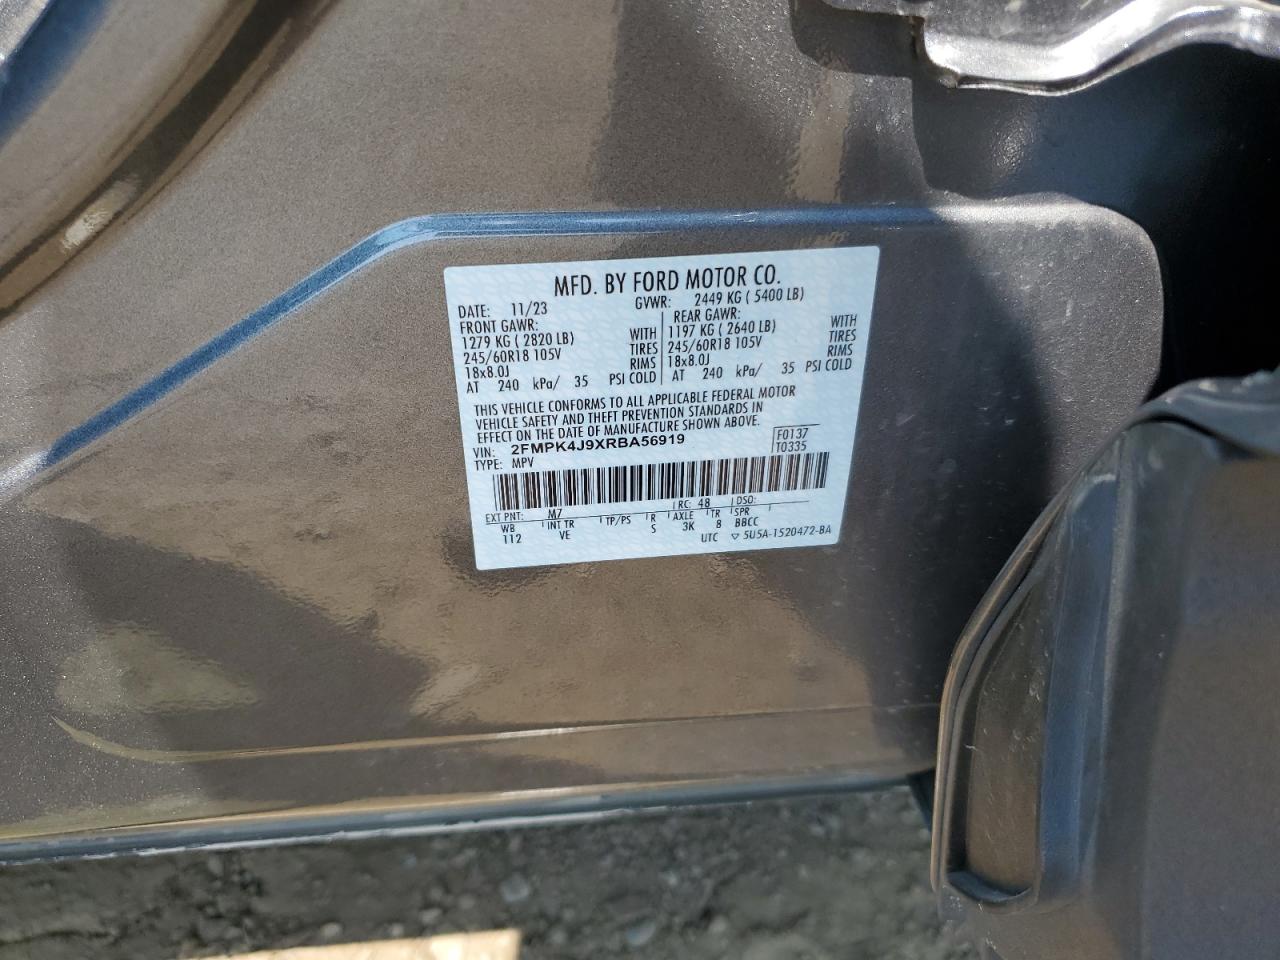 MFD. BY FORD MOTOR CO.
DATE: 11/23 GVWR: 2449 KG ( 5400 LB)
FRONT GAWR: REAR GAWR:
1279 KG ( 2820 LB) WITH 1197 KG ( 2640 LB) WITH
245/60R18 105V TIRES 245/60R18 105V TIRES
18x8.0J RIMS 18x8.0J RIMS
AT 240 kPa/ 35 PSI COLD AT 240 kPa/ 35 PSI COLD
THIS VEHICLE CONFORMS TO ALL APPLICABLE FEDERAL MOTOR
VEHICLE SAFETY AND THEFT PREVENTION STANDARDS IN
EFFECT ON THE DATE OF MANUFACTURE SHOWN ABOVE.
VIN: 2FMPK4J9XRBA56919 F0137
TYPE: MPV T0335
EXT PNT: M7 RC: 48 DSO:
WB INT TR TP/PS R AXLE TR SPR
112 VE S 3K 8 BBCC
UTC ▽ 5U5A-1520472-BA